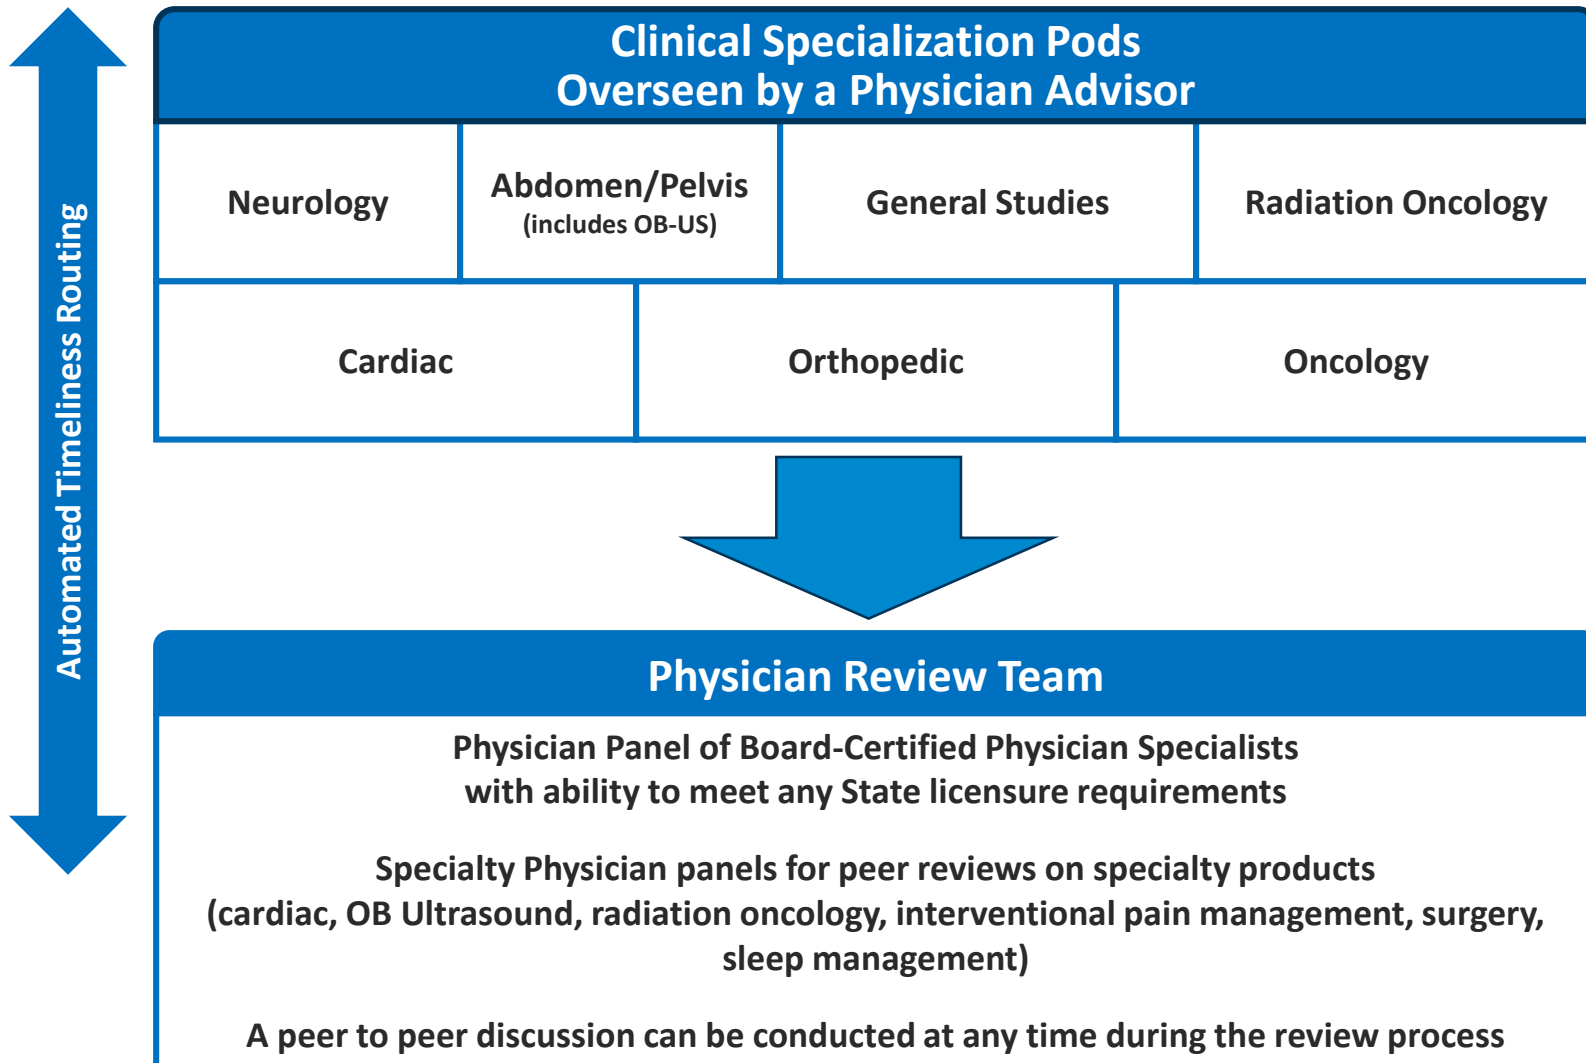 Automated Timeliness Routing
Clinical Specialization Pods
Overseen by a Physician Advisor
Neurology
Abdomen/Pelvis
(includes OB-US)
General Studies
Radiation Oncology
Cardiac
Orthopedic
Oncology
Physician Review Team
Physician Panel of Board-Certified Physician Specialists
with ability to meet any State licensure requirements
Specialty Physician panels for peer reviews on specialty products
(cardiac, OB Ultrasound, radiation oncology, interventional pain management, surgery,
sleep management)
A peer to peer discussion can be conducted at any time during the review process